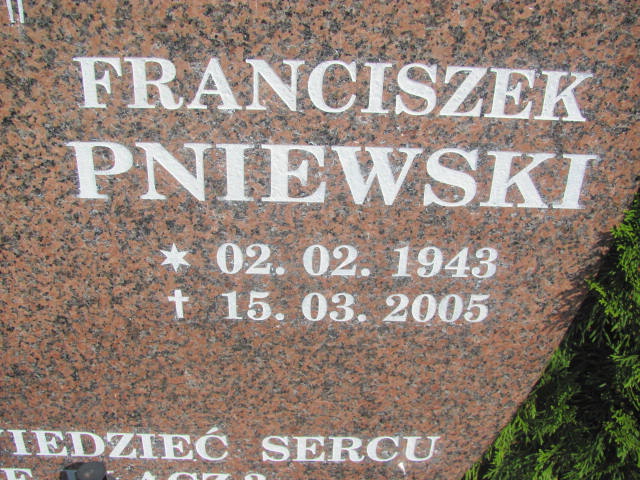 FRANCISZEK
PNIEWSKI
* 02. 02. 1943
† 15. 03. 2005
SERCU